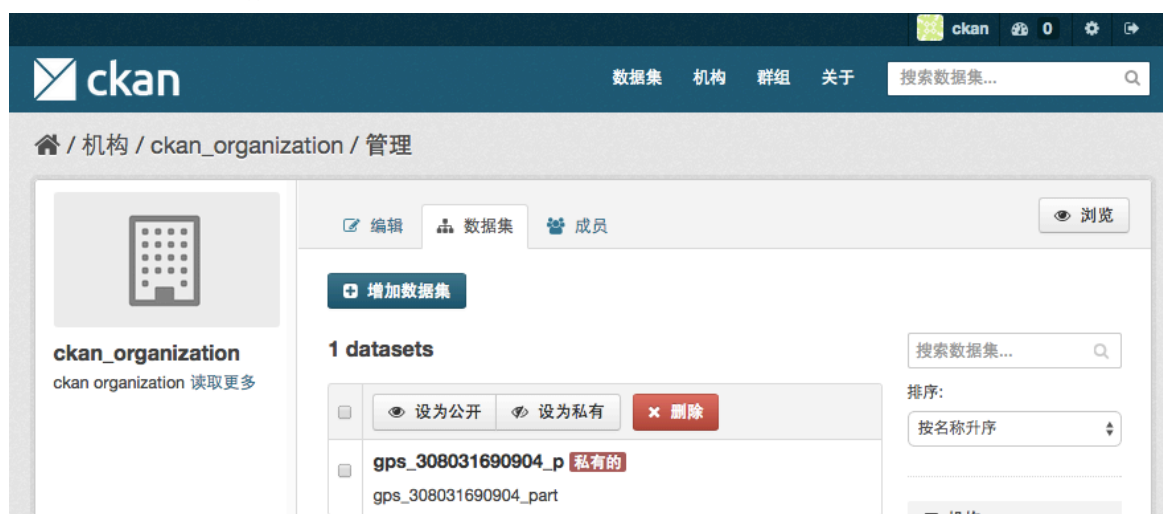 ckan 0
ckan
数据集 机构 群组 关于 搜索数据集...
/ 机构 / ckan_organization / 管理
编辑 数据集 成员 浏览
增加数据集
ckan_organization
ckan organization 读取更多
1 datasets
设为公开 设为私有 删除
gps_308031690904_p 私有的
gps_308031690904_part
搜索数据集...
排序:
按名称升序